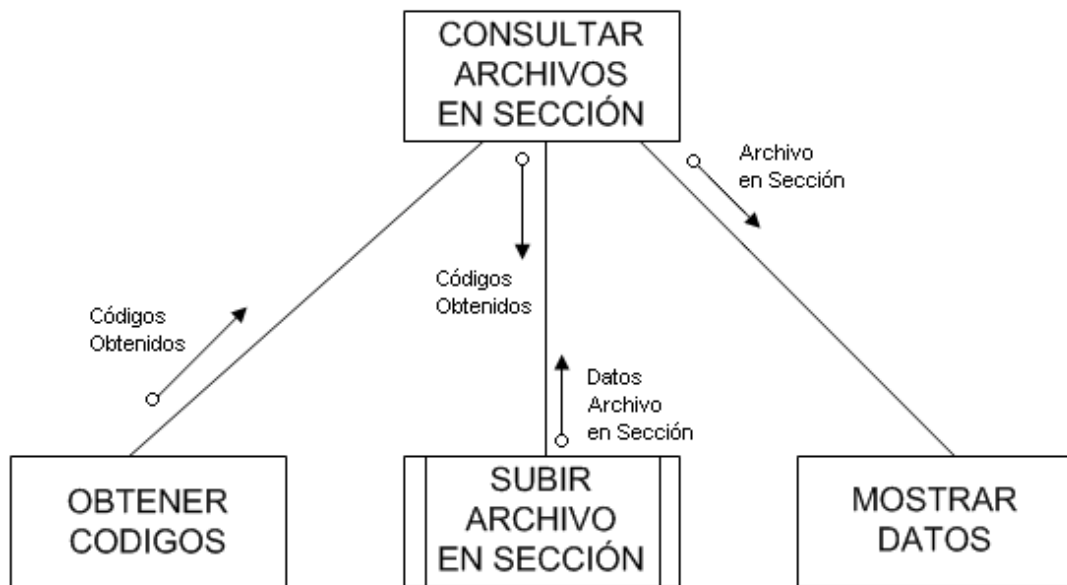 CONSULTAR
ARCHIVOS
EN SECCIÓN
Archivo
en Sección
Códigos
Obtenidos
Códigos
Obtenidos
Datos
Archivo
en Sección
OBTENER
CODIGOS
SUBIR
ARCHIVO
EN SECCIÓN
MOSTRAR
DATOS